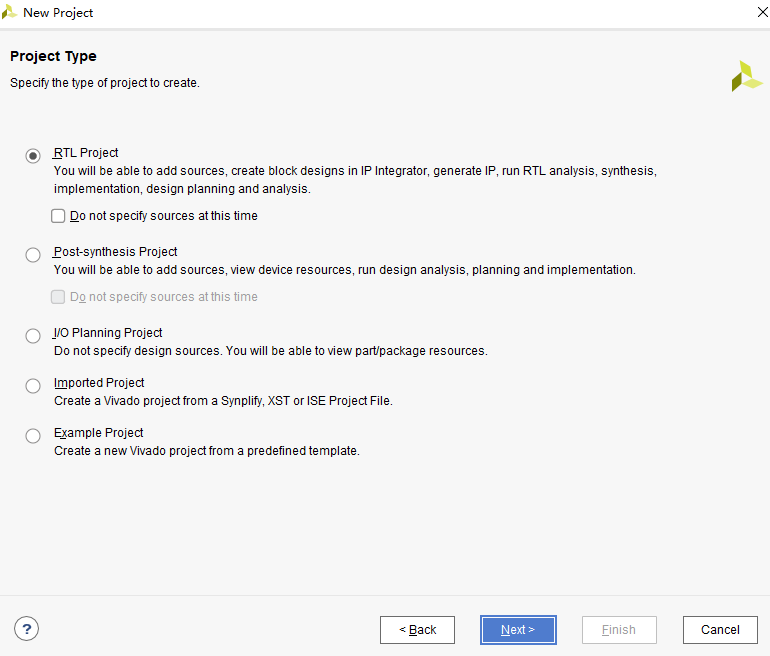 New Project
Project Type
Specify the type of project to create.
RTL Project
You will be able to add sources, create block designs in IP Integrator, generate IP, run RTL analysis, synthesis,
implementation, design planning and analysis.
Do not specify sources at this time
Post-synthesis Project
You will be able to add sources, view device resources, run design analysis, planning and implementation.
Do not specify sources at this time
I/O Planning Project
Do not specify design sources. You will be able to view part/package resources.
Imported Project
Create a Vivado project from a Synplify, XST or ISE Project File.
Example Project
Create a new Vivado project from a predefined template.
? < Back Next > Finish Cancel